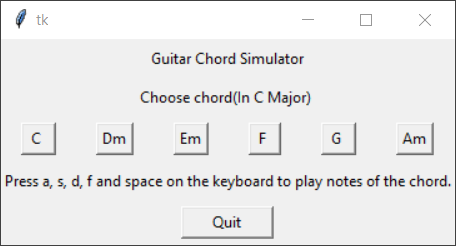 tk
Guitar Chord Simulator
Choose chord(In C Major)
C Dm Em F G Am
Press a, s, d, f and space on the keyboard to play notes of the chord.
Quit